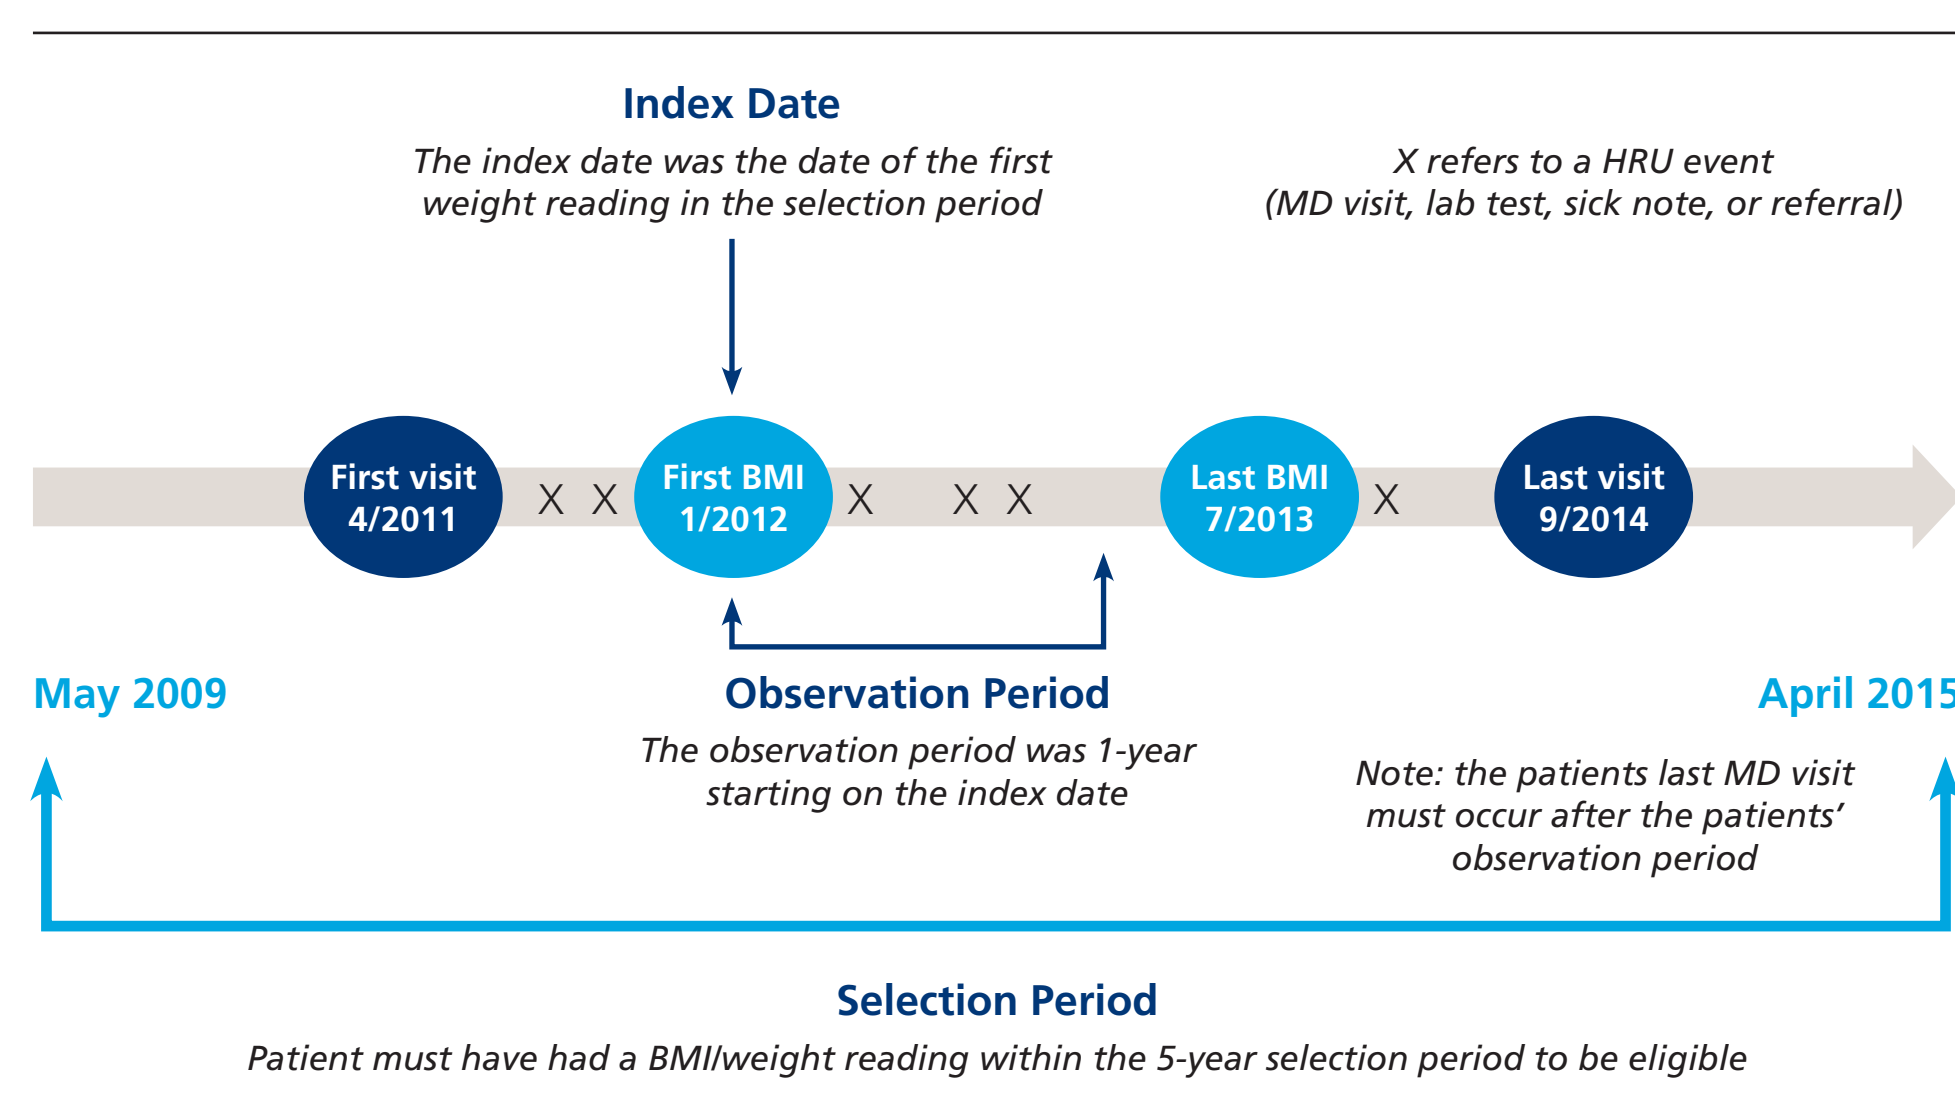 Index Date
The index date was the date of the first
weight reading in the selection period
X refers to a HRU event
(MD visit, lab test, sick note, or referral)
First visit
4/2011
X X
First BMI
1/2012
X X X
Last BMI
7/2013
X
Last visit
9/2014
May 2009
Observation Period
The observation period was 1-year
starting on the index date
April 2015
Note: the patients last MD visit
must occur after the patients’
observation period
Selection Period
Patient must have had a BMI/weight reading within the 5-year selection period to be eligible